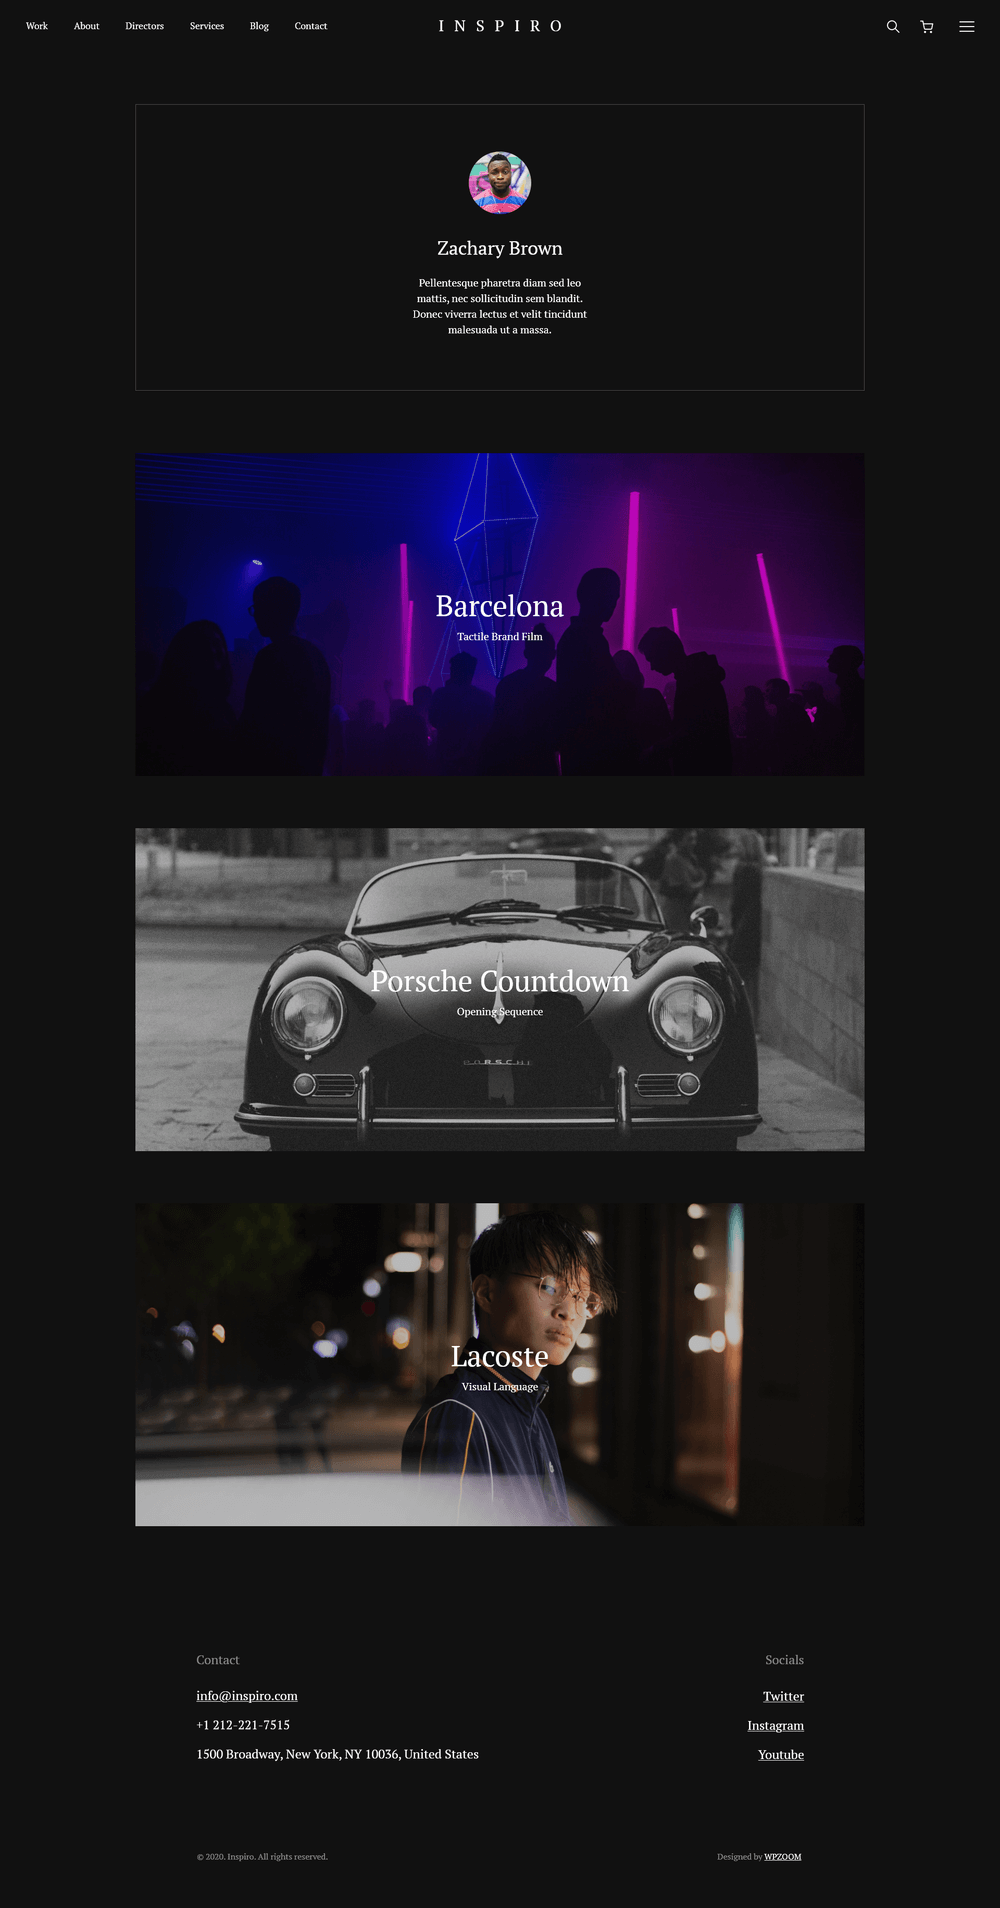 Work About Directors Services Blog Contact
INSPIRO
Zachary Brown
Pellentesque pharetra diam sed leo
mattis, nec sollicitudin sem blandit.
Donec viverra lectus et velit tincidunt
malesuada ut a massa.
Barcelona
Tactile Brand Film
Porsche Countdown
Opening Sequence
PORSCHE
Lacoste
Visual Language
Contact
info@inspiro.com
+1 212-221-7515
1500 Broadway, New York, NY 10036, United States
Socials
Twitter
Instagram
Youtube
© 2020. Inspiro. All rights reserved.
Designed by WPZOOM